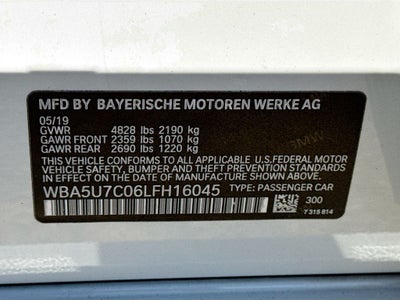 MFD BY BAYERISCHE MOTOREN WERKE AG
05/19
GVWR 4828 lbs 2190 kg
GAWR FRONT 2359 lbs 1070 kg
GAWR REAR 2690 lbs 1220 kg
BMW
THIS VEHICLE CONFORMS TO ALL APPLICABLE U.S.FEDERAL MOTOR
VEHICLE SAFETY, BUMPER, AND THEFT PREVENTION STANDARDS
IN EFFECT ON THE DATE OF MANUFACTURE SHOWN ABOVE.
WBA5U7C06LFH16045 TYPE: PASSENGER CAR
300
7 315 814